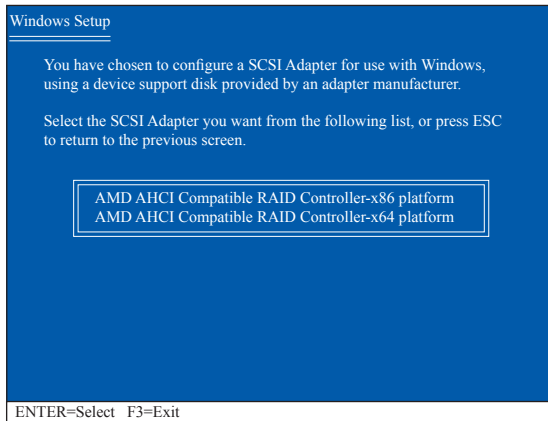 Windows Setup
You have chosen to configure a SCSI Adapter for use with Windows,
using a device support disk provided by an adapter manufacturer.
Select the SCSI Adapter you want from the following list, or press ESC
to return to the previous screen.
AMD AHCI Compatible RAID Controller-x86 platform
AMD AHCI Compatible RAID Controller-x64 platform
ENTER=Select F3=Exit